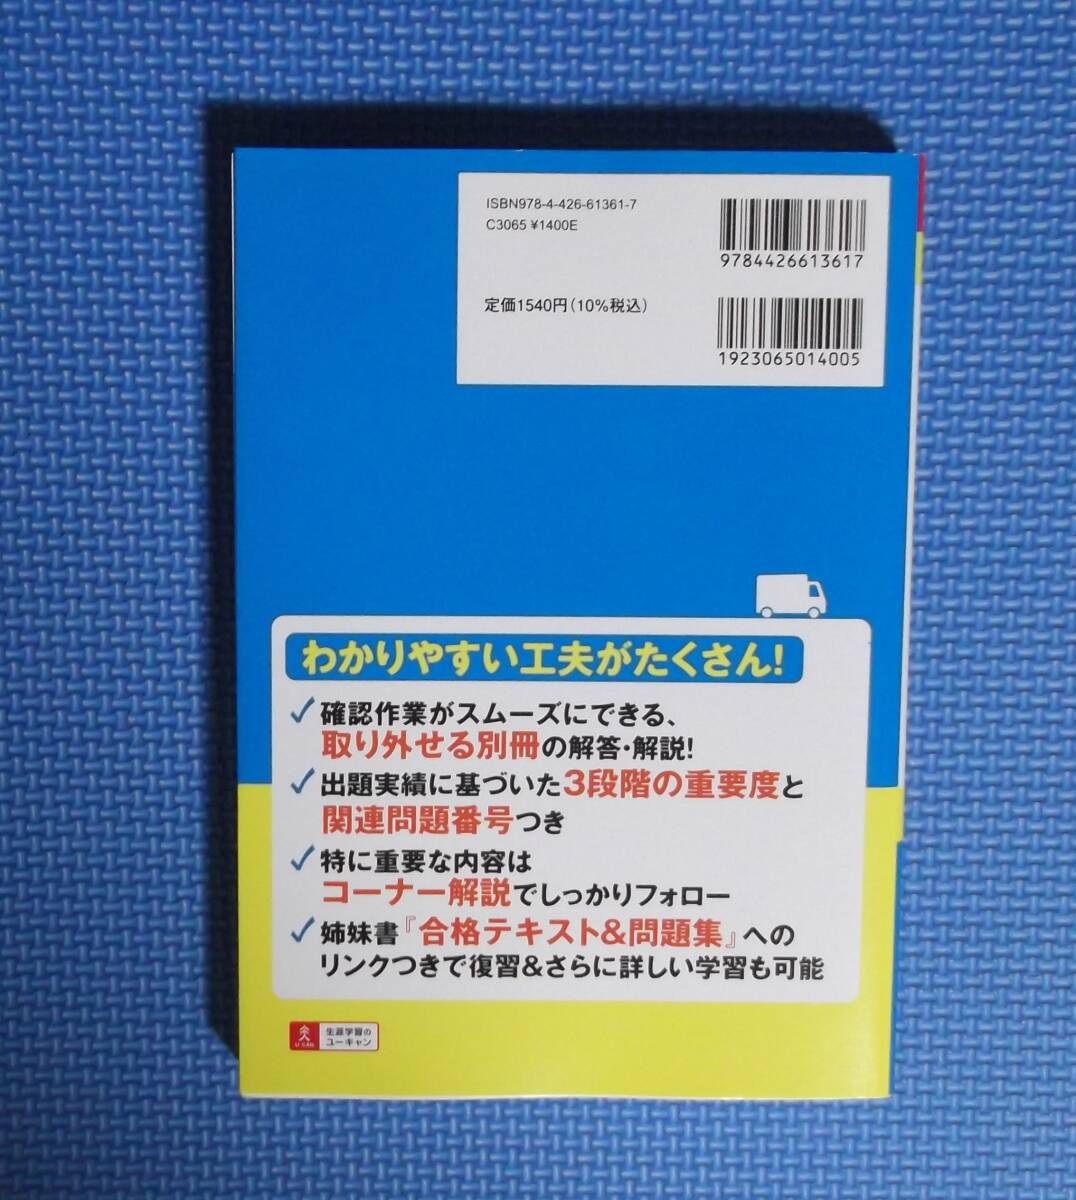 ISBN978-4-426-61361-7
C3065 ¥1400E
9784426613617
定価1540円(10%税込)
1923065014005
わかりやすい工夫がたくさん!
確認作業がスムーズにできる、
取り外せる別冊の解答・解説!
出題実績に基づいた3段階の重要度と
関連問題番号つき
特に重要な内容は
コーナー解説でしっかりフォロー
姉妹書『合格テキスト&問題集』への
リンクつきで復習&さらに詳しい学習も可能
U-CAN
生涯学習の
ユーキャン